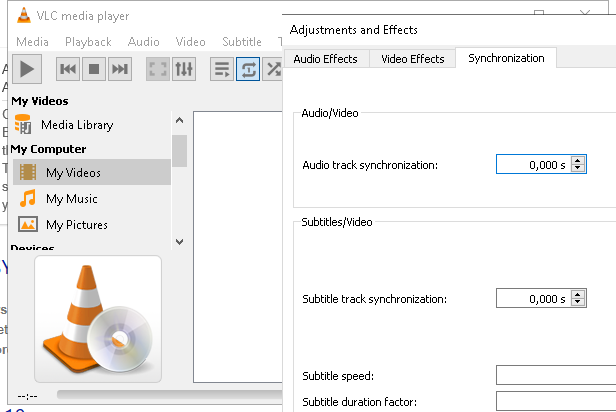 VLC media player
Media Playback Audio Video Subtitle T
My Videos
Media Library
My Computer
My Videos
My Music
My Pictures
Devices
--:--
Adjustments and Effects
Audio Effects Video Effects Synchronization
Audio/Video
Audio track synchronization: 0,000 s
Subtitles/Video
Subtitle track synchronization: 0,000 s
Subtitle speed:
Subtitle duration factor: